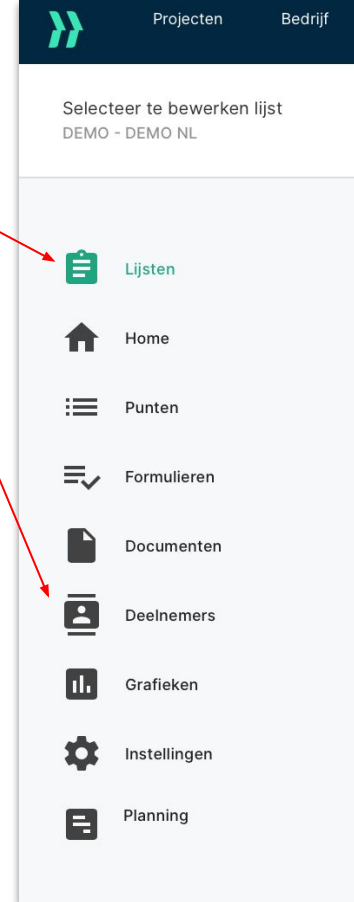 Projecten Bedrijf
Selecteer te bewerken lijst
DEMO - DEMO NL
Lijsten
Home
Punten
Formulieren
Documenten
Deelnemers
Grafieken
Instellingen
Planning